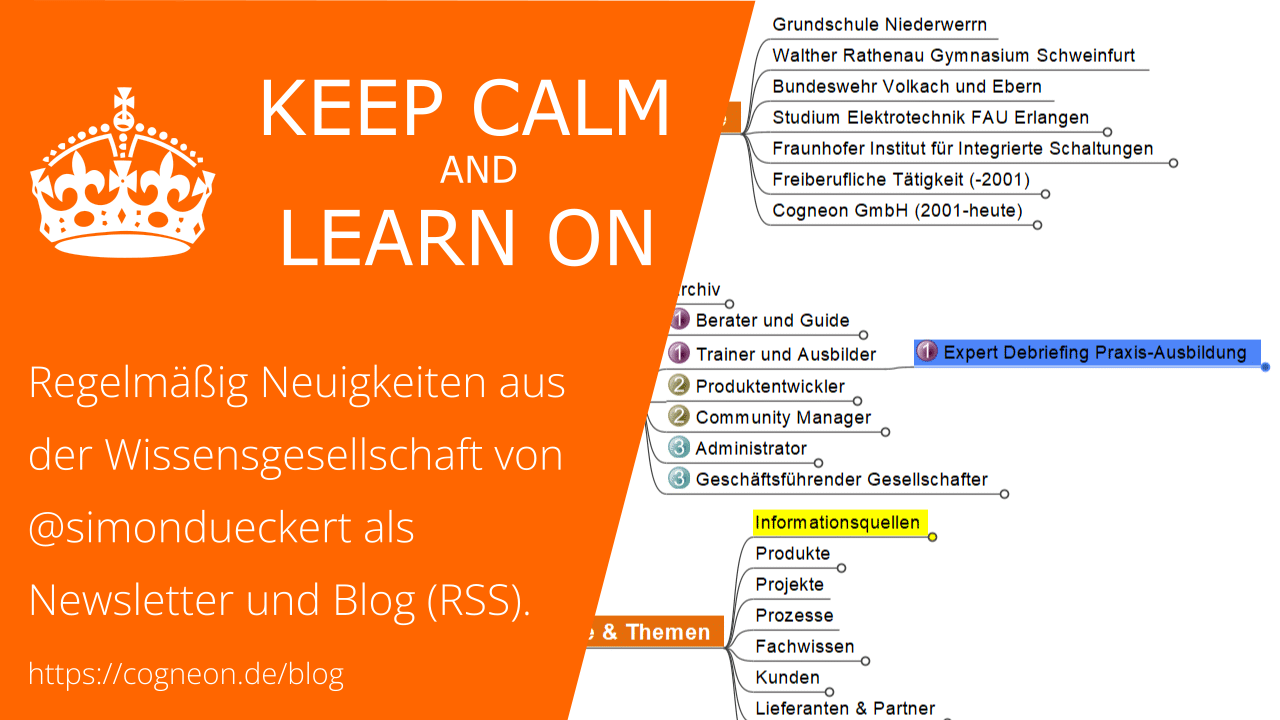 KEEP CALM
AND
LEARN ON
Regelmäßig Neuigkeiten aus
der Wissensgesellschaft von
@simondueckert als
Newsletter und Blog (RSS).
https://cogneon.de/blog
Grundschule Niederwerrn
Walther Rathenau Gymnasium Schweinfurt
Bundeswehr Volkach und Ebern
Studium Elektrotechnik FAU Erlangen
Fraunhofer Institut für Integrierte Schaltungen
Freiberufliche Tätigkeit (-2001)
Cogneon GmbH (2001-heute)
rchiv
1 Berater und Guide
1 Trainer und Ausbilder
1 Expert Debriefing Praxis-Ausbildung
2 Produktentwickler
2 Community Manager
3 Administrator
3 Geschäftsführender Gesellschafter
Informationsquellen
Produkte
Projekte
Prozesse
Fachwissen
e & Themen
Kunden
Lieferanten & Partner